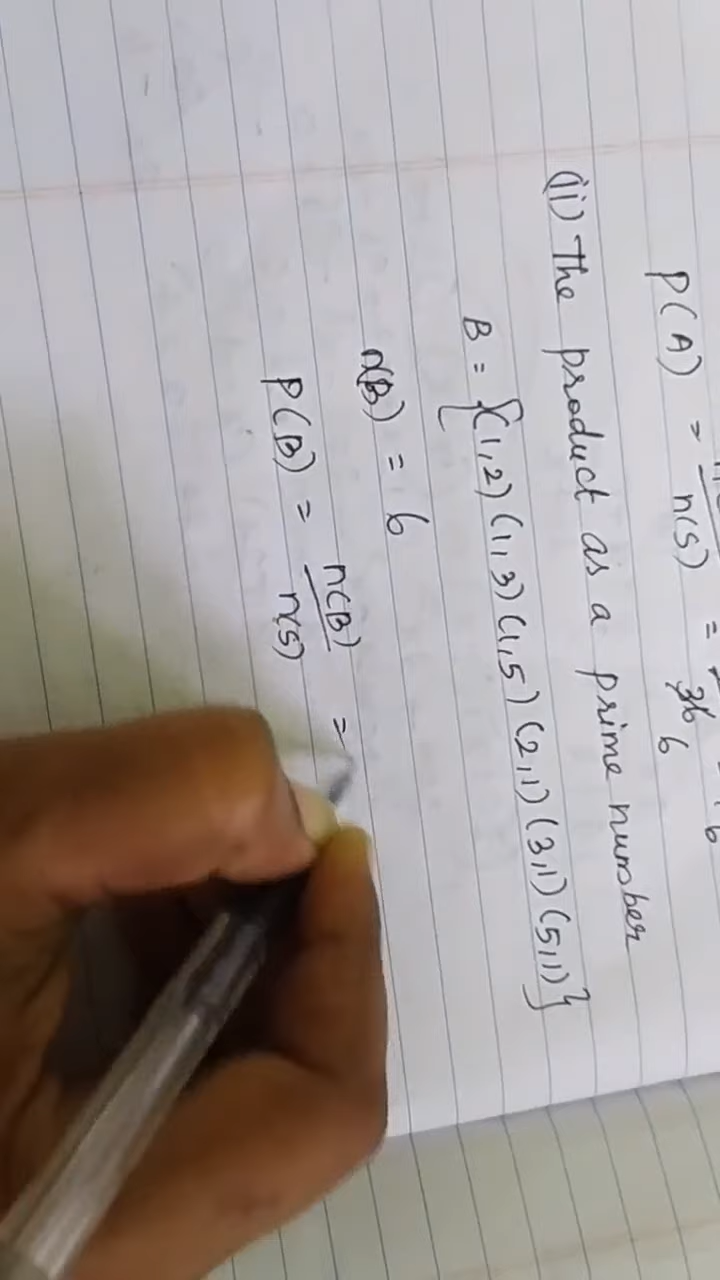 P(A) = / n(S) = / 36 6 = 6
(ii) The product as a prime number
B = {(1,2) (1,3) (1,5) (2,1) (3,1) (5,1)}
n(B) = 6
P(B) = n(B) / n(S) =